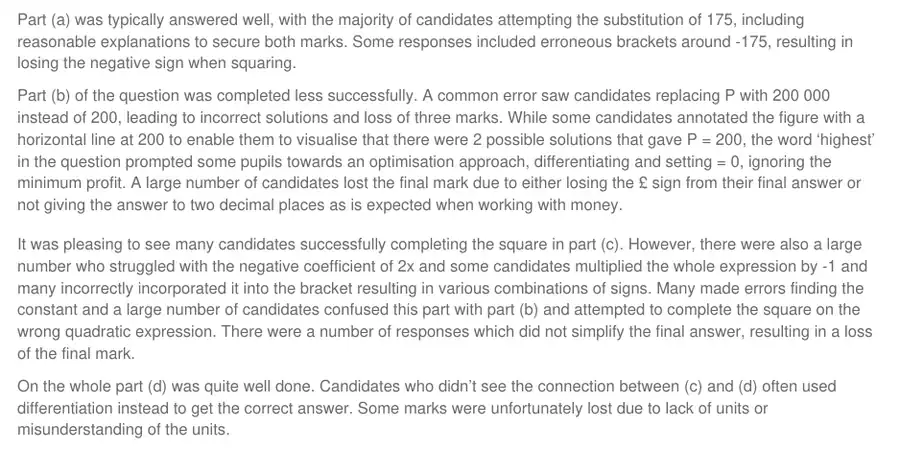 Part (a) was typically answered well, with the majority of candidates attempting the substitution of 175, including
reasonable explanations to secure both marks. Some responses included erroneous brackets around -175, resulting in
losing the negative sign when squaring.
Part (b) of the question was completed less successfully. A common error saw candidates replacing P with 200 000
instead of 200, leading to incorrect solutions and loss of three marks. While some candidates annotated the figure with a
horizontal line at 200 to enable them to visualise that there were 2 possible solutions that gave P = 200, the word ‘highest’
in the question prompted some pupils towards an optimisation approach, differentiating and setting = 0, ignoring the
minimum profit. A large number of candidates lost the final mark due to either losing the £ sign from their final answer or
not giving the answer to two decimal places as is expected when working with money.
It was pleasing to see many candidates successfully completing the square in part (c). However, there were also a large
number who struggled with the negative coefficient of 2x and some candidates multiplied the whole expression by -1 and
many incorrectly incorporated it into the bracket resulting in various combinations of signs. Many made errors finding the
constant and a large number of candidates confused this part with part (b) and attempted to complete the square on the
wrong quadratic expression. There were a number of responses which did not simplify the final answer, resulting in a loss
of the final mark.
On the whole part (d) was quite well done. Candidates who didn’t see the connection between (c) and (d) often used
differentiation instead to get the correct answer. Some marks were unfortunately lost due to lack of units or
misunderstanding of the units.